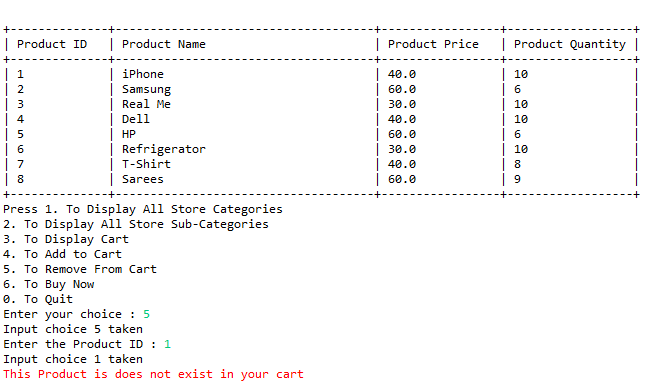 Product ID | Product Name | Product Price | Product Quantity
1 | iPhone | 40.0 | 10
2 | Samsung | 60.0 | 6
3 | Real Me | 30.0 | 10
4 | Dell | 40.0 | 10
5 | HP | 60.0 | 6
6 | Refrigerator | 30.0 | 10
7 | T-Shirt | 40.0 | 8
8 | Sarees | 60.0 | 9
Press 1. To Display All Store Categories
2. To Display All Store Sub-Categories
3. To Display Cart
4. To Add to Cart
5. To Remove From Cart
6. To Buy Now
0. To Quit
Enter your choice : 5
Input choice 5 taken
Enter the Product ID : 1
Input choice 1 taken
This Product is does not exist in your cart